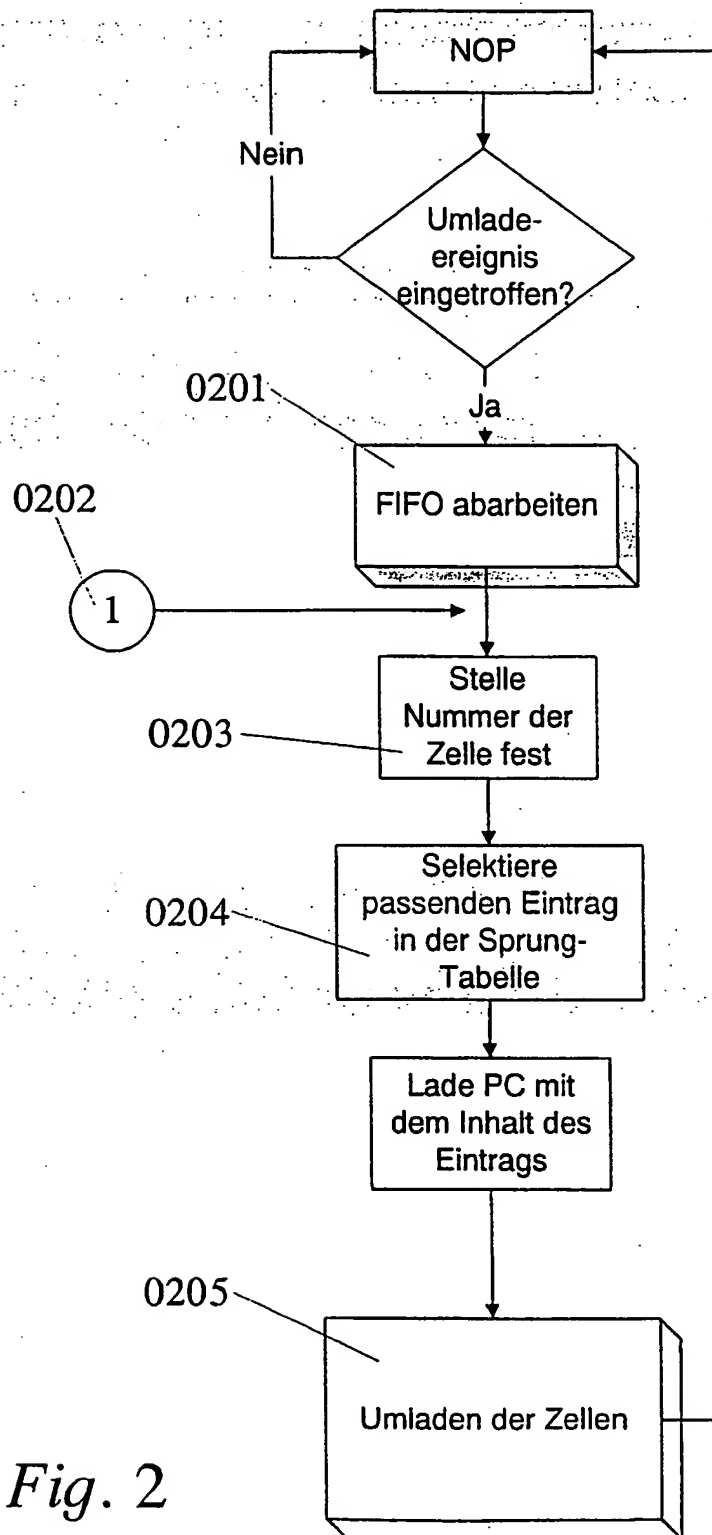 NOP
Nein
Umlade-
ereignis
eingetroffen?
Ja
0201
FIFO abarbeiten
0202
1
Stelle
Nummer der
Zelle fest
0203
Selektiere
passenden Eintrag
in der Sprung-
Tabelle
0204
Lade PC mit
dem Inhalt des
Eintrags
0205
Umladen der Zellen
Fig. 2